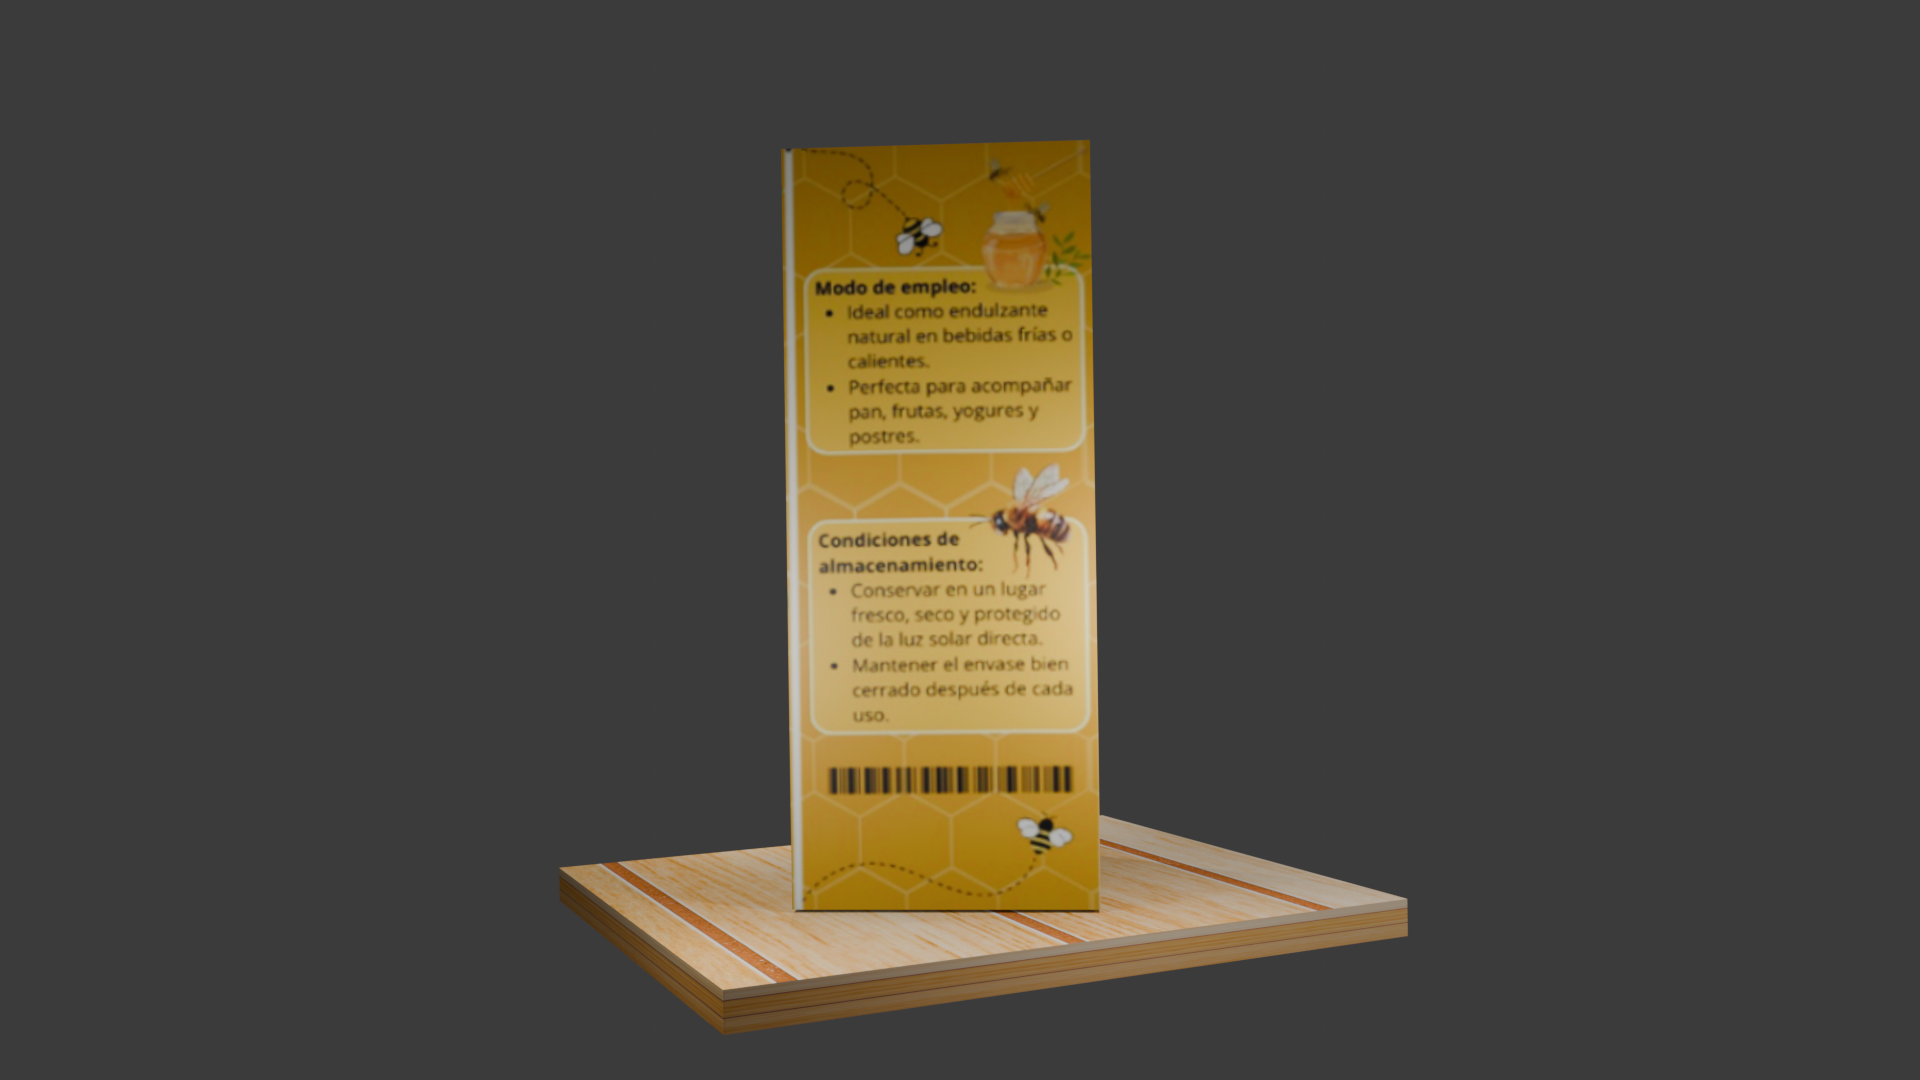 Modo de empleo:
• Ideal como endulzante
natural en bebidas frías o
calientes.
• Perfecta para acompañar
pan, frutas, yogures y
postres.
Condiciones de
almacenamiento:
• Conservar en un lugar
fresco, seco y protegido
de la luz solar directa.
• Mantener el envase bien
cerrado después de cada
uso.